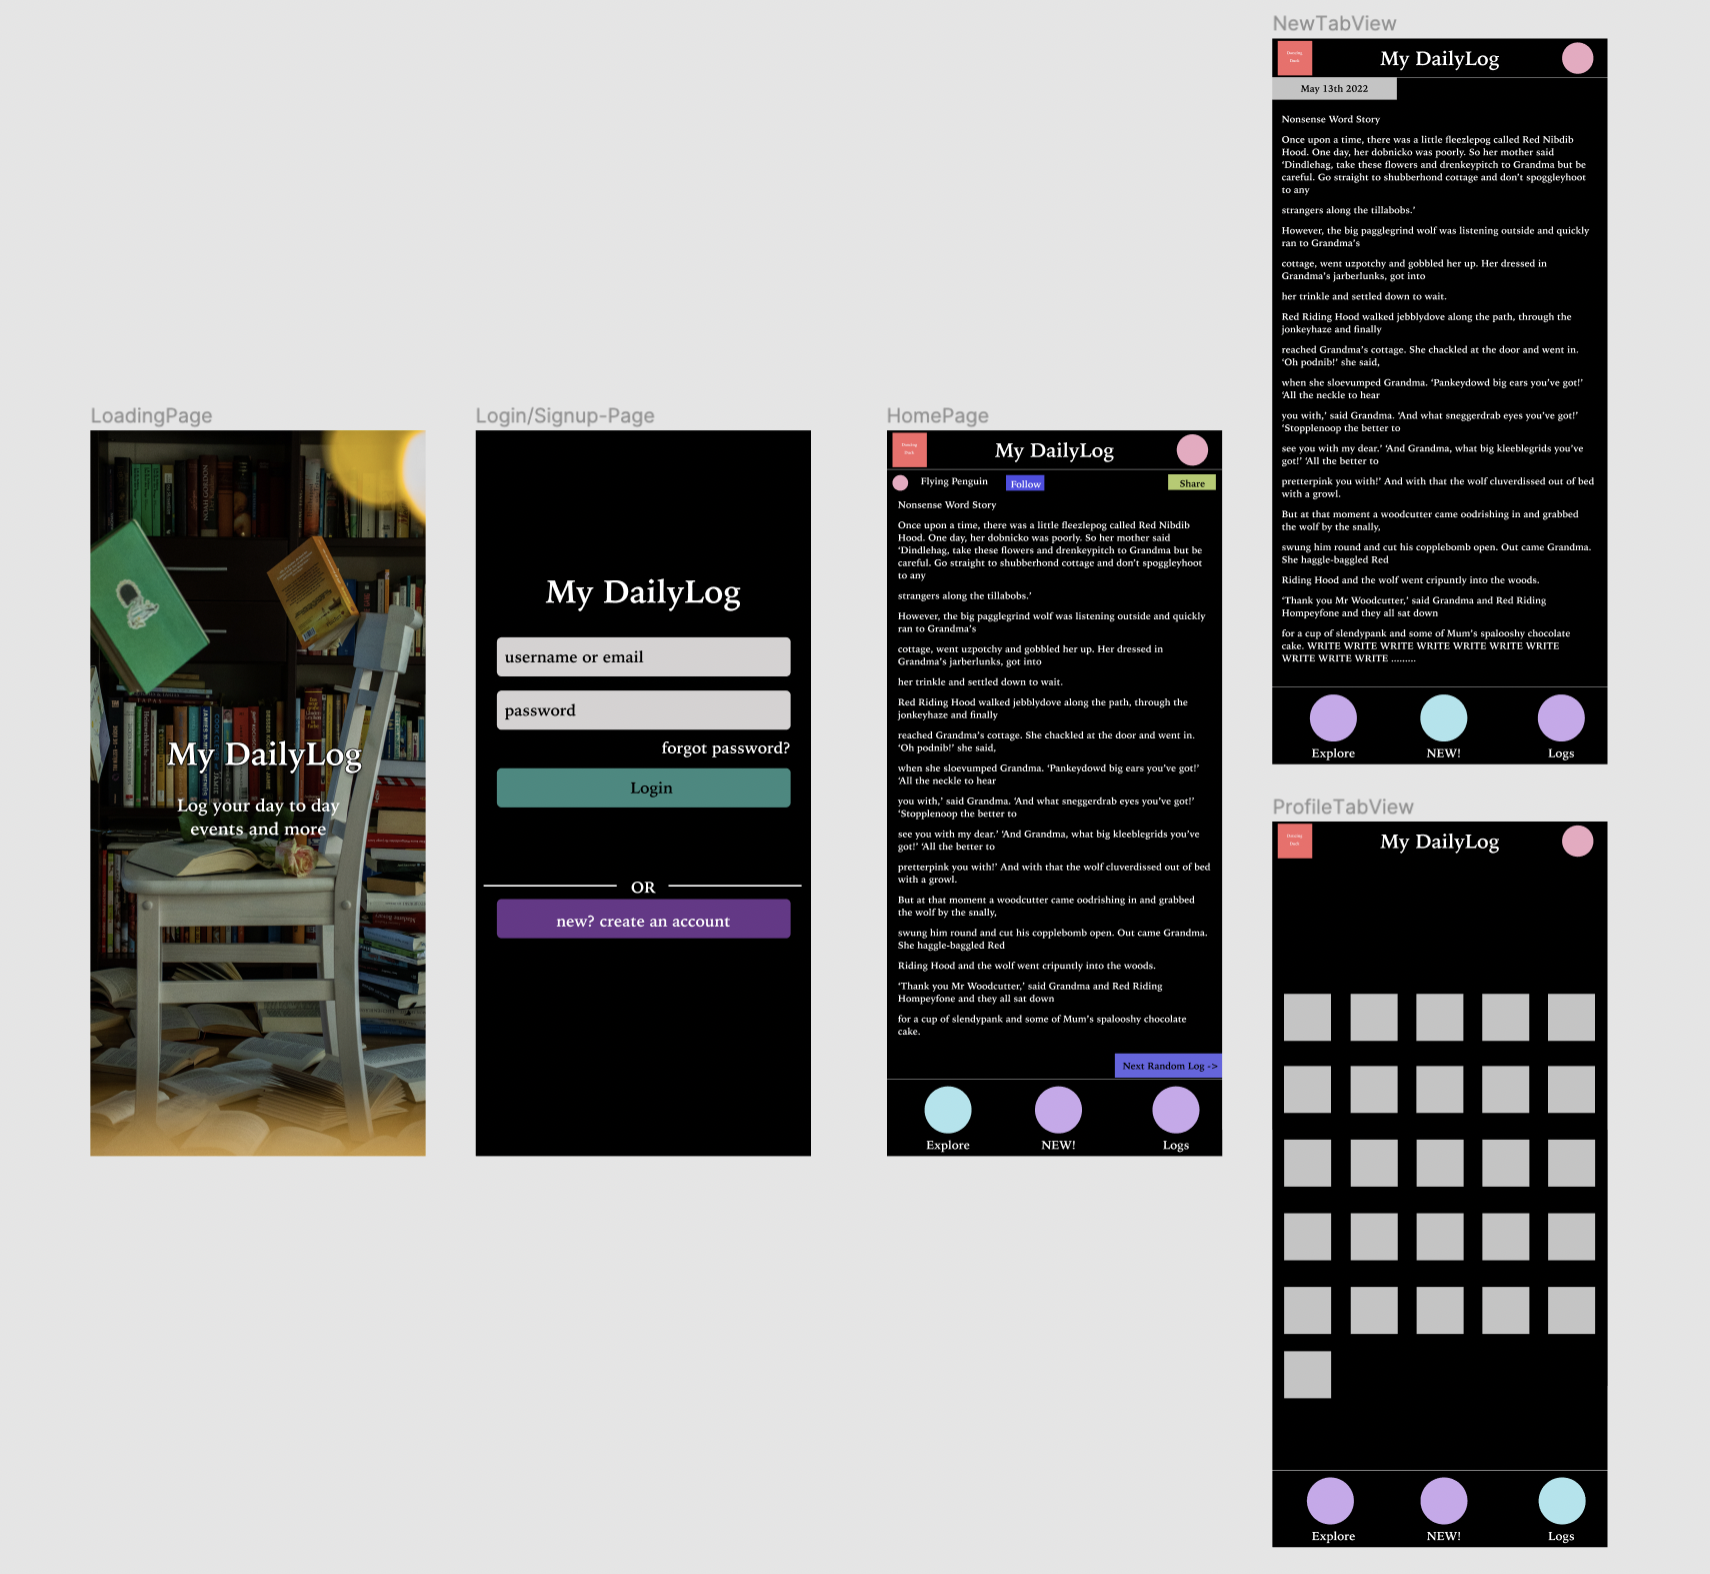 LoadingPage
My DailyLog
Log your day to day
events and more
NOAH GORDON
Login/Signup-Page
My DailyLog
username or email
password
forgot password?
Login
OR
new? create an account
HomePage
My DailyLog
Flying Penguin
Follow
Share
Nonsense Word Story
Once upon a time, there was a little fleezlepog called Red Nibdib
Hood. One day, her dobnicko was poorly. So her mother said
‘Dindlehag, take these flowers and drenkeypitch to Grandma but be
careful. Go straight to shubberhond cottage and don’t spoggleyhoot
to any
strangers along the tillabobs.’
However, the big pagglegrind wolf was listening outside and quickly
ran to Grandma’s
cottage, went uzpotchy and gobbled her up. Her dressed in
Grandma’s jarberlunks, got into
her trinkle and settled down to wait.
Red Riding Hood walked jebblydove along the path, through the
jonkeyhaze and finally
reached Grandma’s cottage. She chackled at the door and went in.
‘Oh podnib!’ she said,
when she sloevumped Grandma. ‘Pankeydowd big ears you’ve got!’
‘All the neckle to hear
you with,’ said Grandma. ‘And what sneggerdrab eyes you’ve got!’
‘Stopplenoop the better to
see you with my dear.’ ‘And Grandma, what big kleeblegrids you’ve
got!’ ‘All the better to
pretterpink you with!’ And with that the wolf cluverdissed out of bed
with a growl.
But at that moment a woodcutter came oodrishing in and grabbed
the wolf by the snally,
swung him round and cut his copplebomb open. Out came Grandma.
She haggle-baggled Red
Riding Hood and the wolf went cripuntly into the woods.
‘Thank you Mr Woodcutter,’ said Grandma and Red Riding
Hompeyfone and they all sat down
for a cup of slendypank and some of Mum’s spalooshy chocolate
cake.
Next Random Log ->
Explore
NEW!
Logs
NewTabView
My DailyLog
May 13th 2022
Nonsense Word Story
Once upon a time, there was a little fleezlepog called Red Nibdib
Hood. One day, her dobnicko was poorly. So her mother said
‘Dindlehag, take these flowers and drenkeypitch to Grandma but be
careful. Go straight to shubberhond cottage and don’t spoggleyhoot
to any
strangers along the tillabobs.’
However, the big pagglegrind wolf was listening outside and quickly
ran to Grandma’s
cottage, went uzpotchy and gobbled her up. Her dressed in
Grandma’s jarberlunks, got into
her trinkle and settled down to wait.
Red Riding Hood walked jebblydove along the path, through the
jonkeyhaze and finally
reached Grandma’s cottage. She chackled at the door and went in.
‘Oh podnib!’ she said,
when she sloevumped Grandma. ‘Pankeydowd big ears you’ve got!’
‘All the neckle to hear
you with,’ said Grandma. ‘And what sneggerdrab eyes you’ve got!’
‘Stopplenoop the better to
see you with my dear.’ ‘And Grandma, what big kleeblegrids you’ve
got!’ ‘All the better to
pretterpink you with!’ And with that the wolf cluverdissed out of bed
with a growl.
But at that moment a woodcutter came oodrishing in and grabbed
the wolf by the snally,
swung him round and cut his copplebomb open. Out came Grandma.
She haggle-baggled Red
Riding Hood and the wolf went cripuntly into the woods.
‘Thank you Mr Woodcutter,’ said Grandma and Red Riding
Hompeyfone and they all sat down
for a cup of slendypank and some of Mum’s spalooshy chocolate
cake. WRITE WRITE WRITE WRITE WRITE WRITE WRITE
WRITE WRITE WRITE .........
Explore
NEW!
Logs
ProfileTabView
My DailyLog
Explore
NEW!
Logs